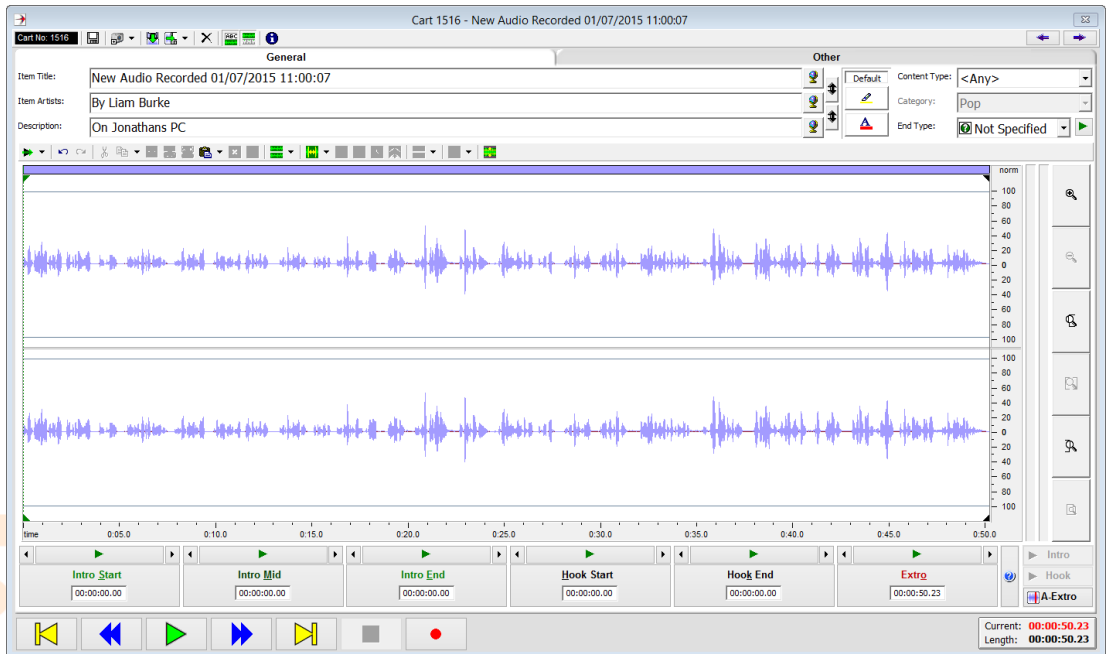 Cart 1516 - New Audio Recorded 01/07/2015 11:00:07
Cart No: 1516
ABC
General Other
Item Title: New Audio Recorded 01/07/2015 11:00:07 Default Content Type: <Any>
Item Artists: By Liam Burke Category: Pop
Description: On Jonathans PC A End Type: Not Specified
norm
100
80
60
40
20
0
20
40
60
80
100
100
80
60
40
20
0
20
40
60
80
100
time 0:05.0 0:10.0 0:15.0 0:20.0 0:25.0 0:30.0 0:35.0 0:40.0 0:45.0 0:50.0
Intro Start Intro Mid Intro End Hook Start Hook End Extro
00:00:00.00 00:00:00.00 00:00:00.00 00:00:00.00 00:00:00.00 00:00:50.23
Intro
Hook
A-Extro
Current: 00:00:50.23
Length: 00:00:50.23